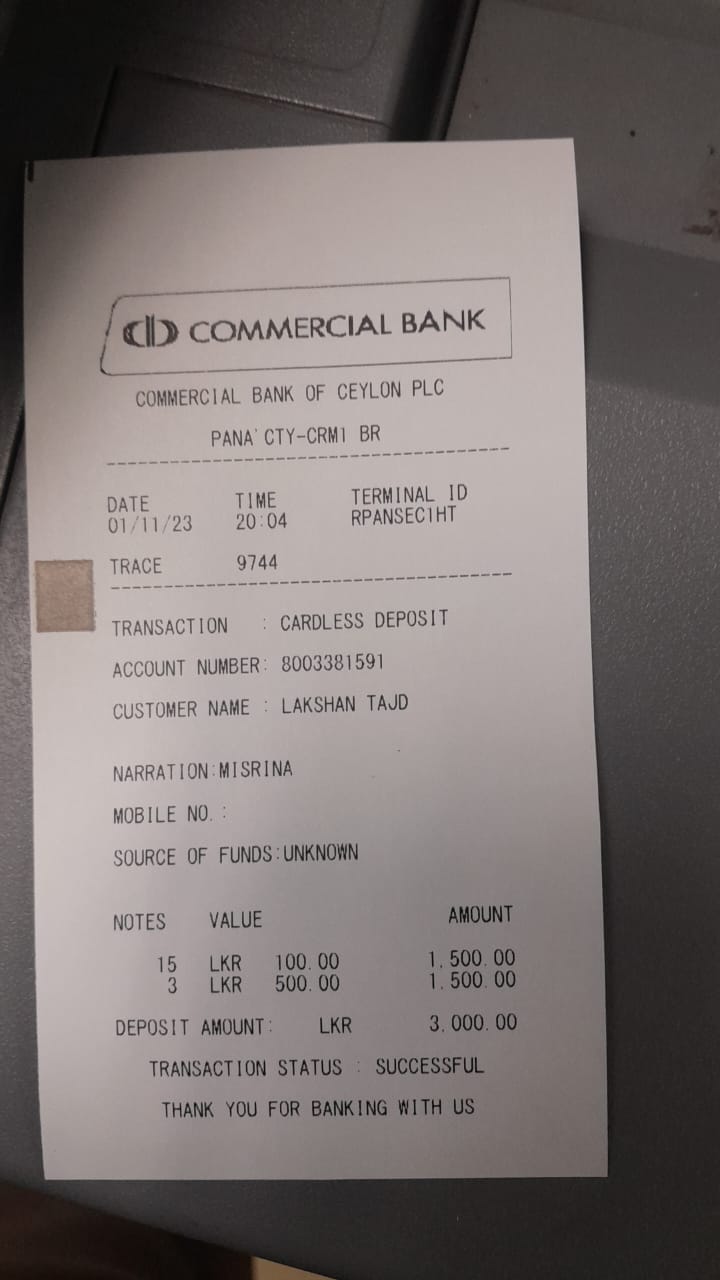 COMMERCIAL BANK
COMMERCIAL BANK OF CEYLON PLC
PANA'CTY-CRM1 BR
DATE TIME TERMINAL ID
01/11/23 20:04 RPANSEC1HT
TRACE 9744
TRANSACTION : CARDLESS DEPOSIT
ACCOUNT NUMBER: 8003381591
CUSTOMER NAME : LAKSHAN TAJD
NARRATION:MISRINA
MOBILE NO. :
SOURCE OF FUNDS:UNKNOWN
NOTES VALUE AMOUNT
15 LKR 100.00 1,500.00
3 LKR 500.00 1,500.00
DEPOSIT AMOUNT: LKR 3,000.00
TRANSACTION STATUS : SUCCESSFUL
THANK YOU FOR BANKING WITH US